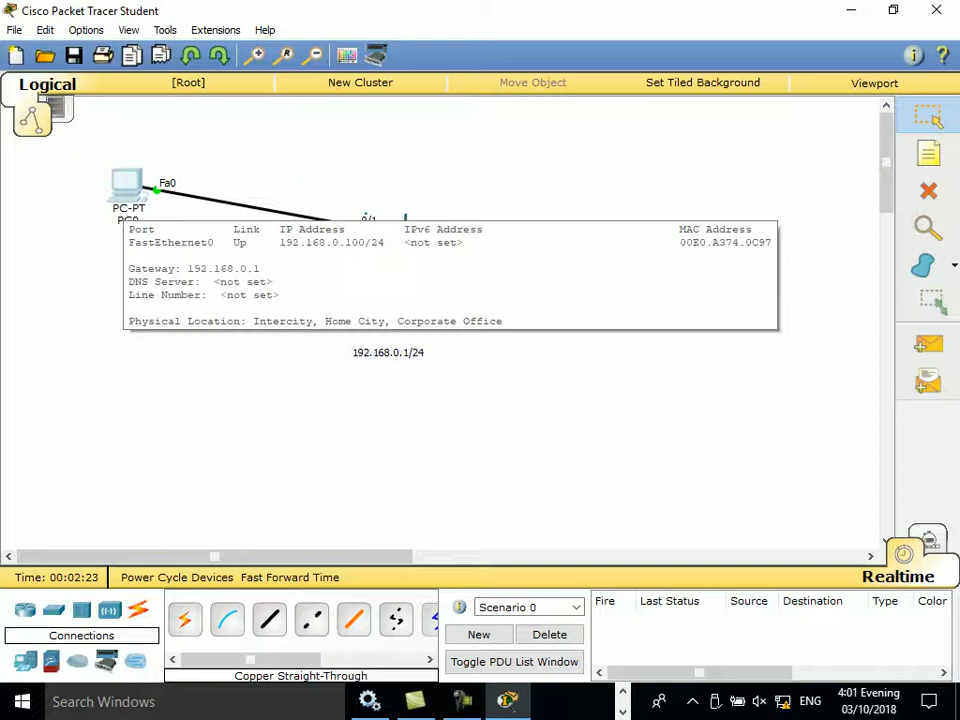 Cisco Packet Tracer Student
File Edit Options View Tools Extensions Help
Logical [Root] New Cluster Move Object Set Tiled Background Viewport
Fa0
PC-PT
Port Link IP Address IPv6 Address MAC Address
FastEthernet0 Up 192.168.0.100/24 <not set> 00E0.A374.0C97
Gateway: 192.168.0.1
DNS Server: <not set>
Line Number: <not set>
Physical Location: Intercity, Home City, Corporate Office
192.168.0.1/24
Time: 00:02:23 Power Cycle Devices Fast Forward Time Realtime
Scenario 0
Fire Last Status Source Destination Type Color
Connections
New Delete
Toggle PDU List Window
Copper Straight-Through
Search Windows
ENG
4:01 Evening
03/10/2018